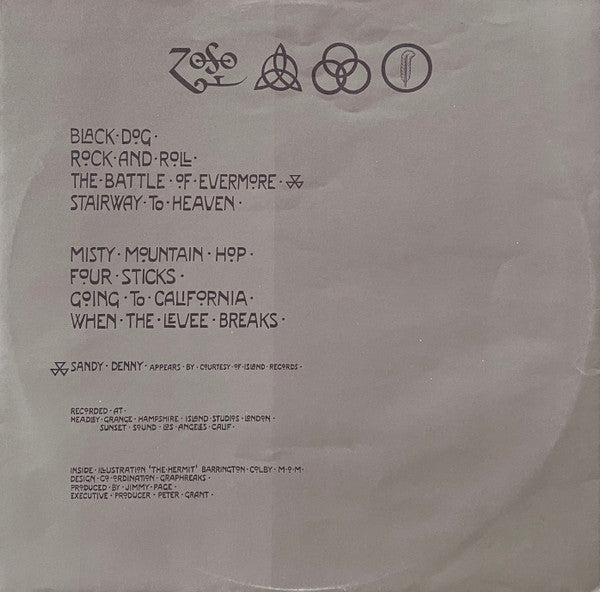 ZoSo
BLACK·DOG·
ROCK·AND·ROLL·
THE·BATTLE·OF·EVERMORE·
STAIRWAY·TO·HEAVEN·
MISTY·MOUNTAIN·HOP·
FOUR·STICKS·
GOING·TO·CALIFORNIA·
WHEN·THE·LEVEE·BREAKS·
SANDY·DENNY·APPEARS·BY·COURTESY·OF·ISLAND·RECORDS·
RECORDED·AT·
HEADLEY·GRANGE·HAMPSHIRE·ISLAND·STUDIOS·LONDON·
SUNSET·SOUND·LOS·ANGELES·CALIF·
INSIDE·ILLUSTRATION 'THE·HERMIT' BARRINGTON·COLBY·M·O·M·
DESIGN·CO·ORDINATION·GRAPHREAKS·
PRODUCED·BY·JIMMY·PAGE·
EXECUTIVE·PRODUCER·PETER·GRANT·